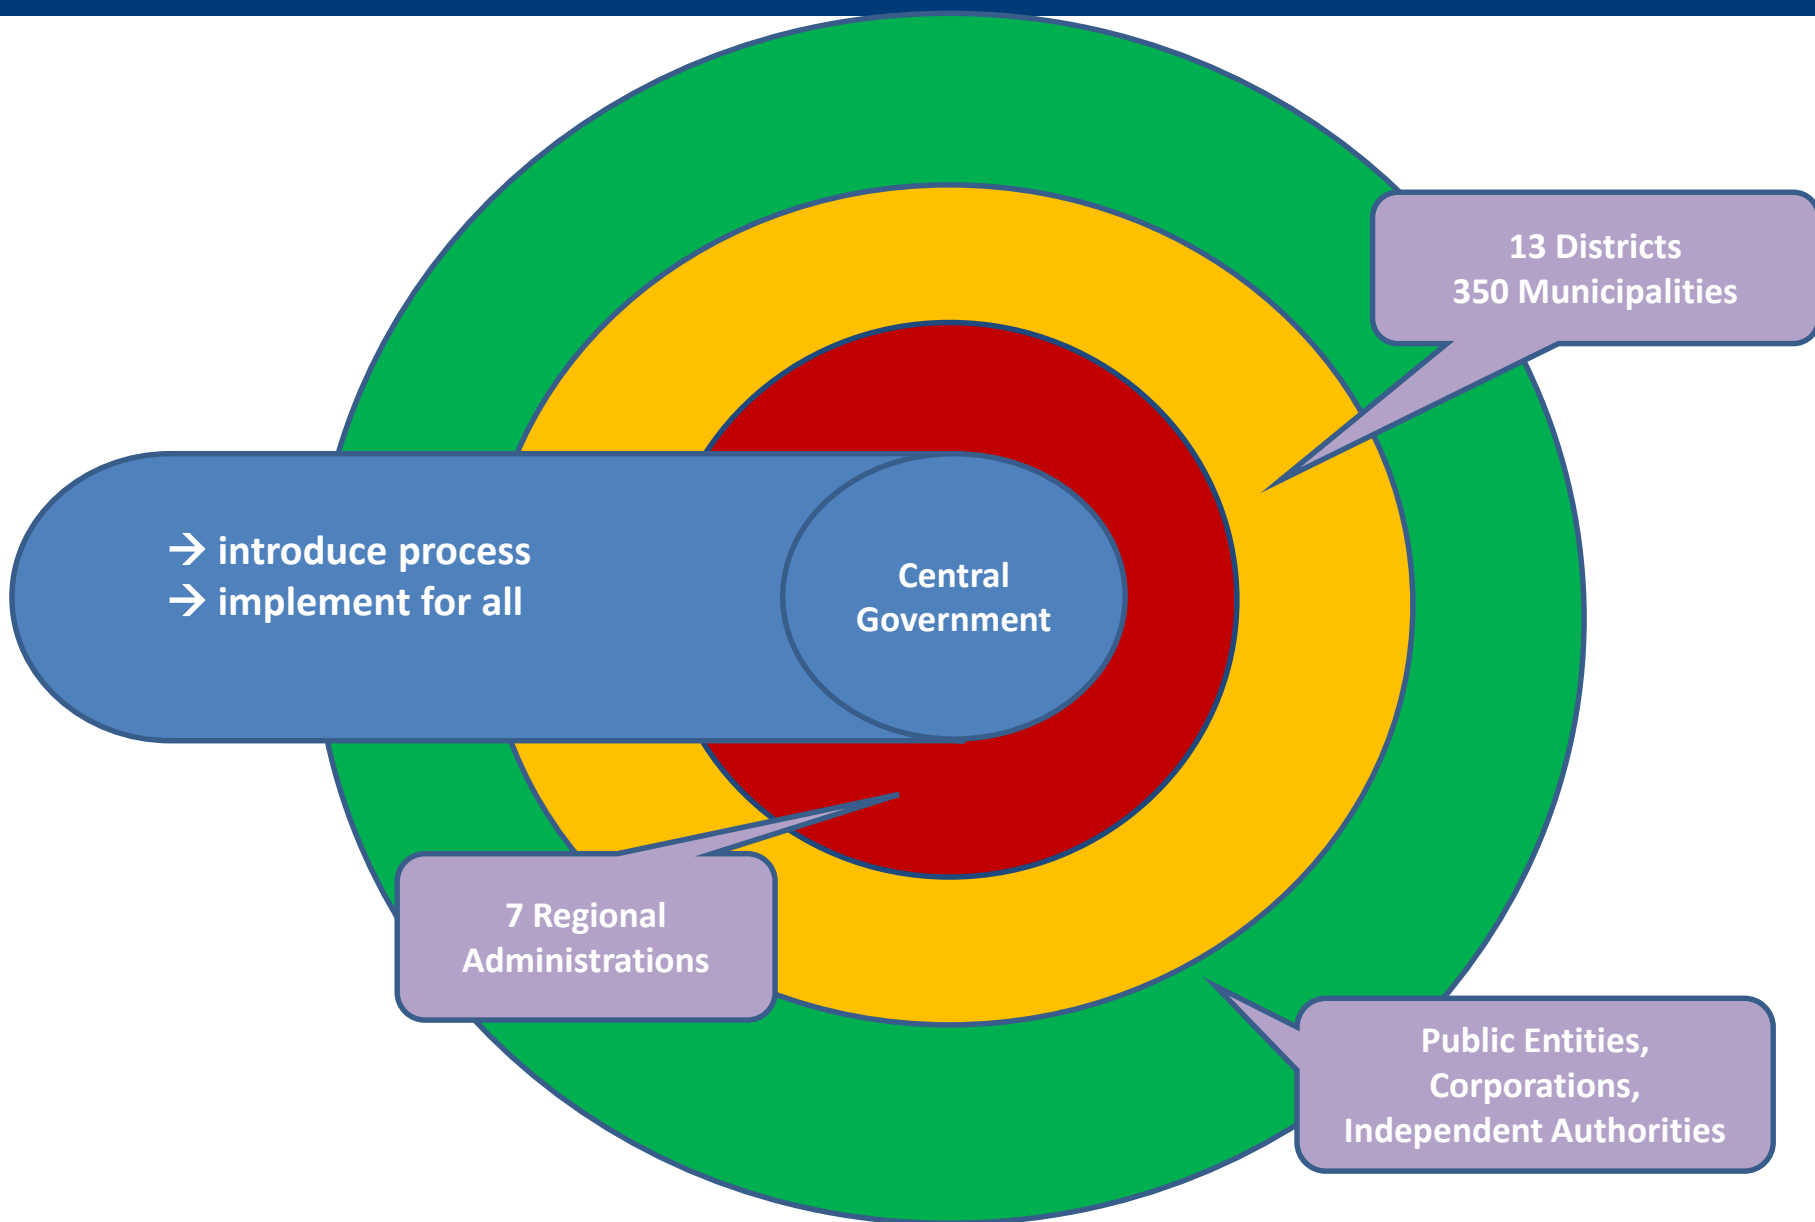 13 Districts
350 Municipalities
→ introduce process
→ implement for all
Central
Government
7 Regional
Administrations
Public Entities,
Corporations,
Independent Authorities